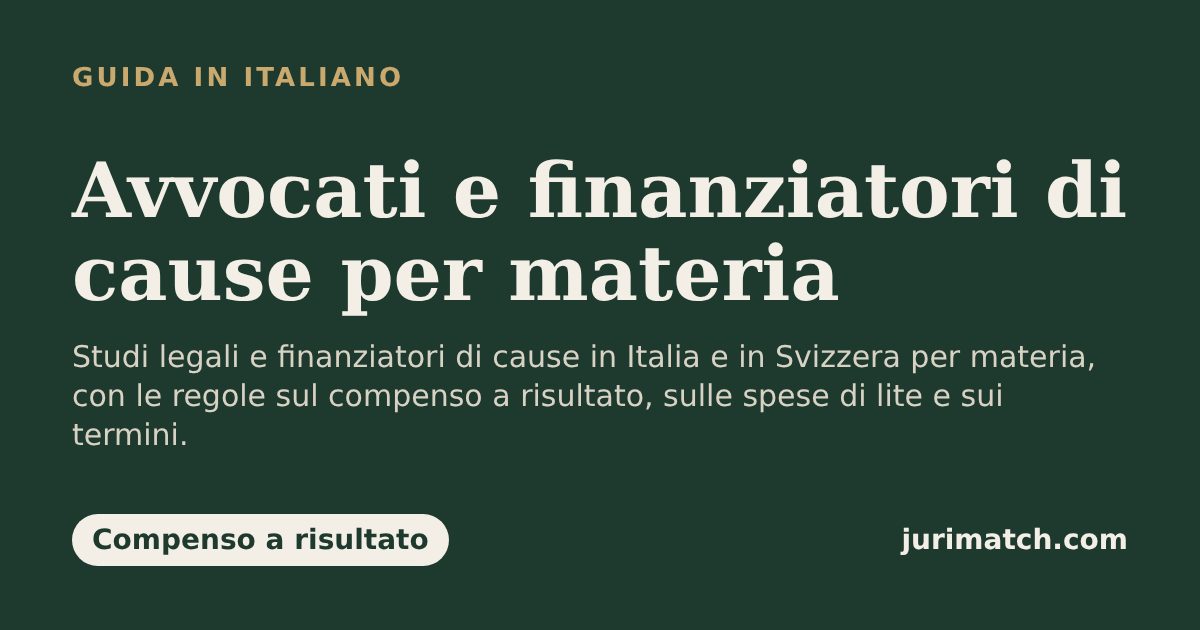 GUIDA IN ITALIANO
Avvocati e finanziatori di
cause per materia
Studi legali e finanziatori di cause in Italia e in Svizzera per materia,
con le regole sul compenso a risultato, sulle spese di lite e sui
termini.
Compenso a risultato
jurimatch.com